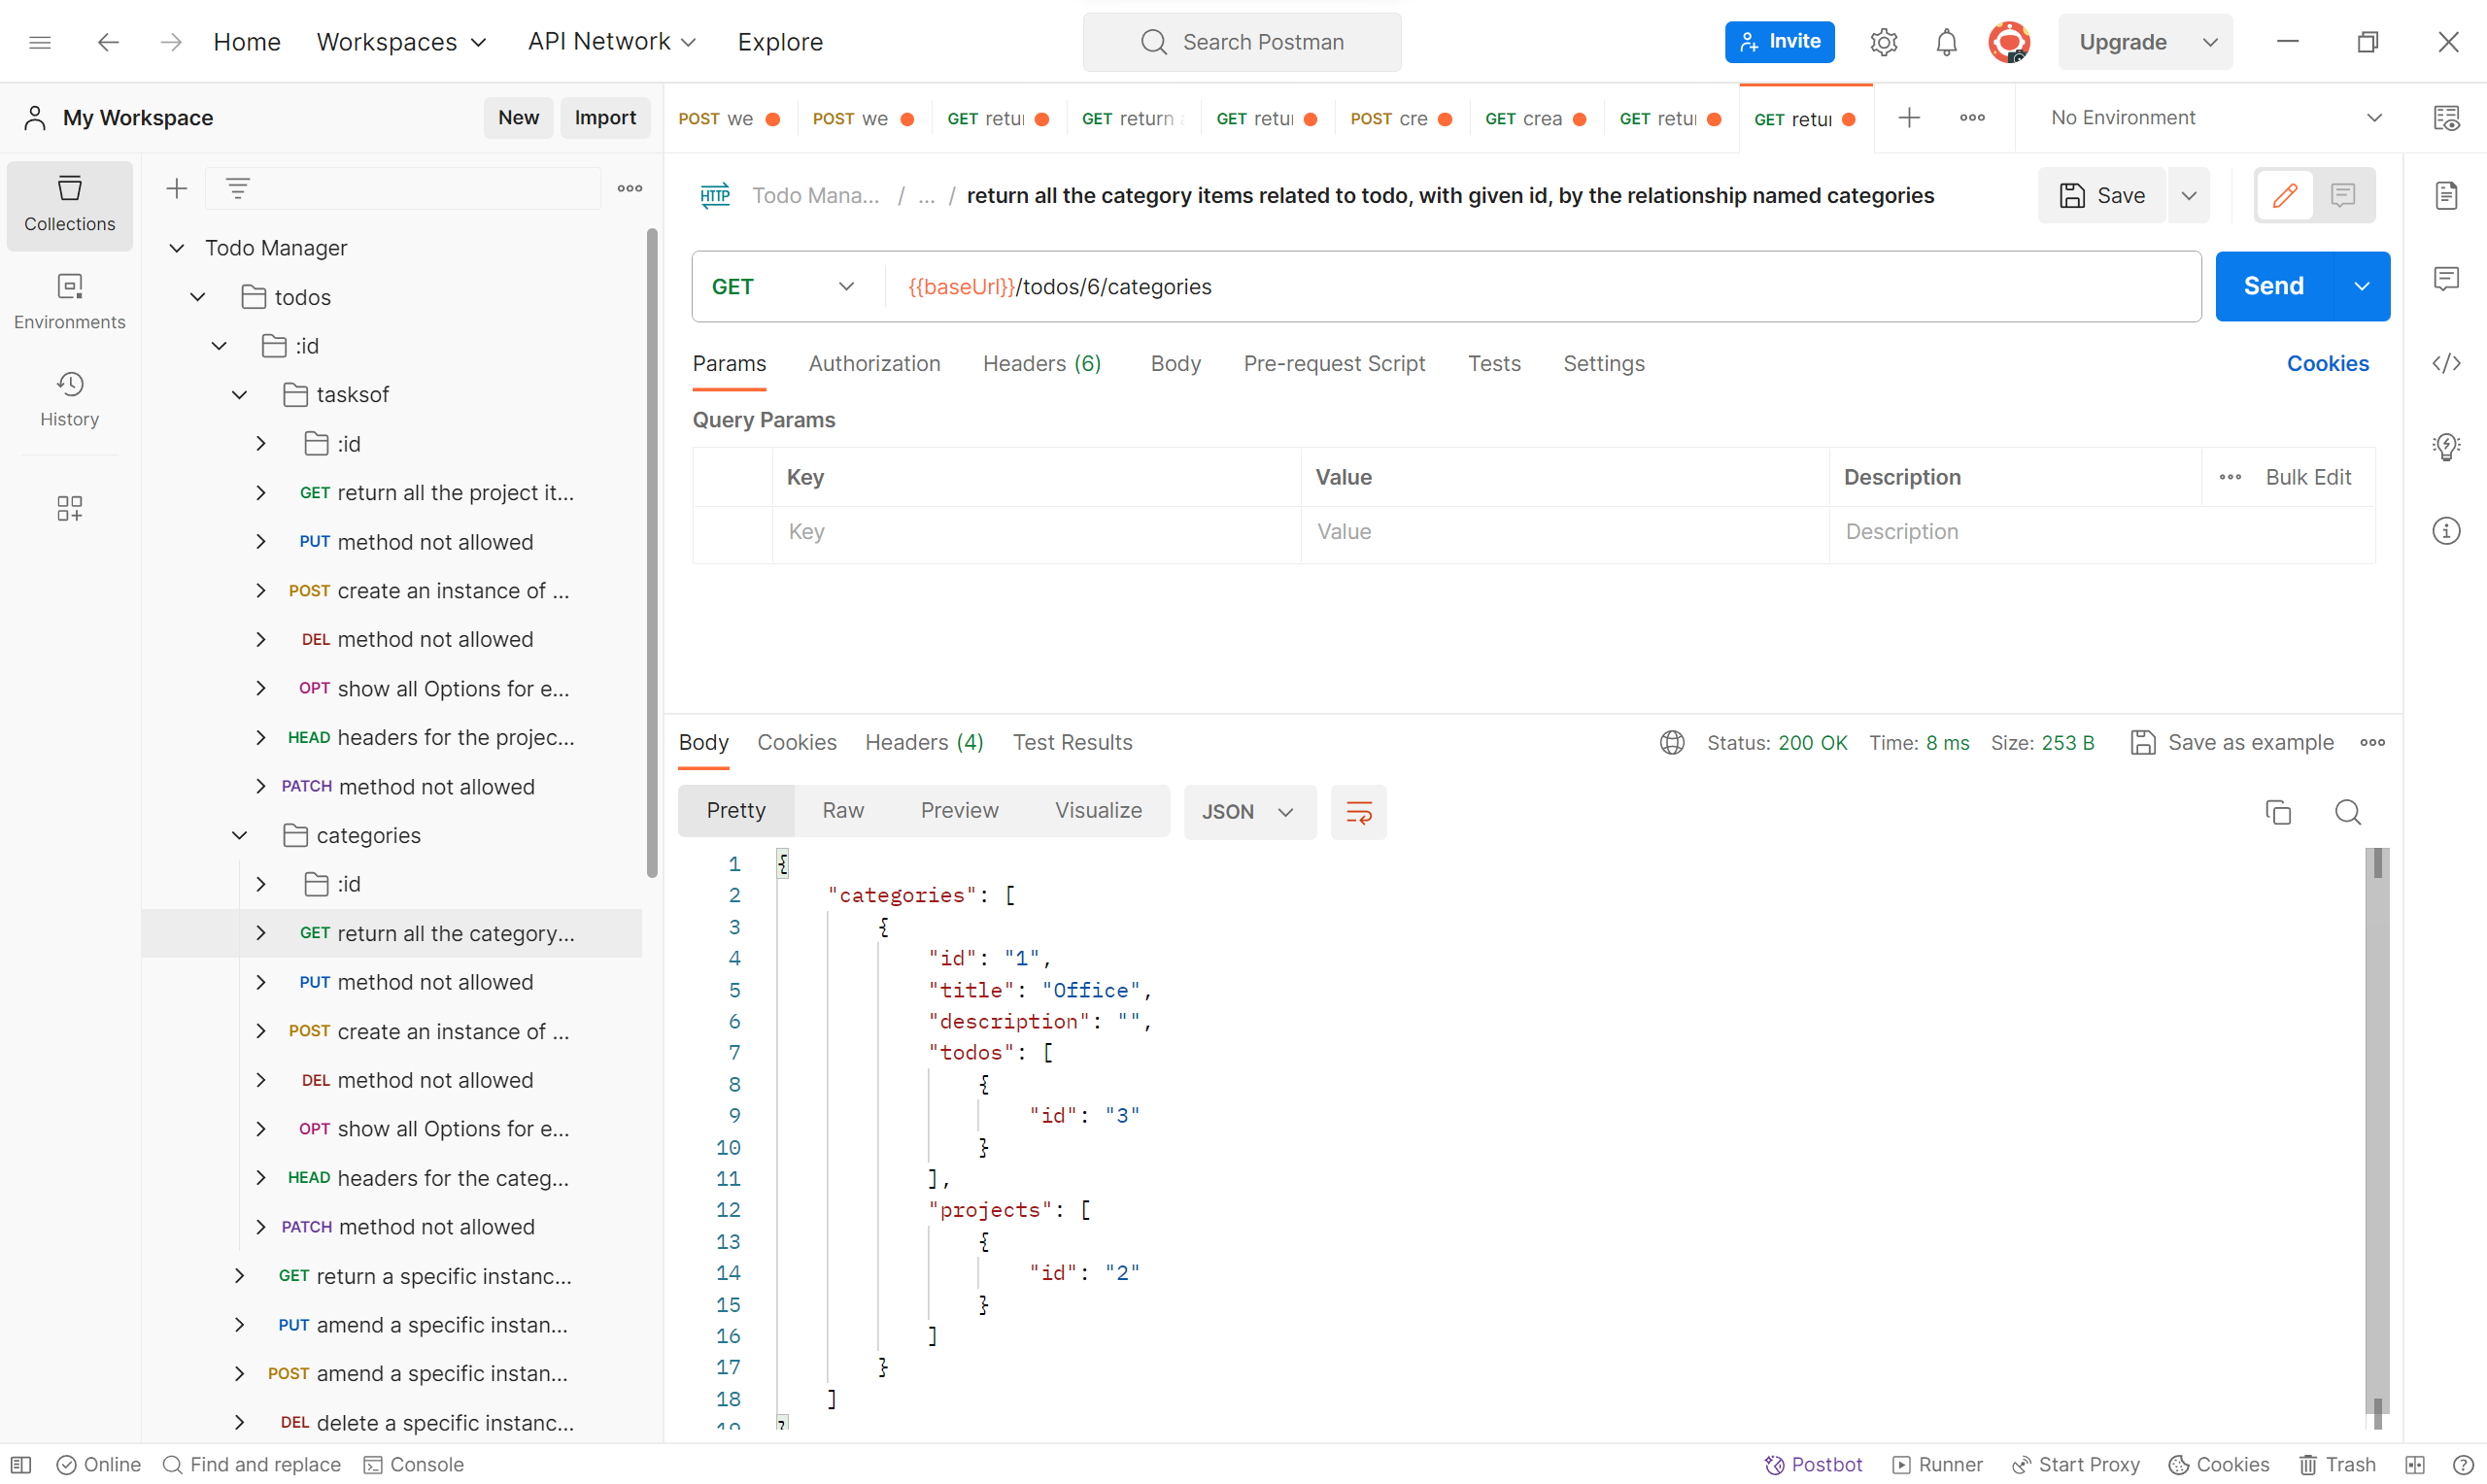 Home
Workspaces
API Network
Explore
Search Postman
Invite
Upgrade
My Workspace
New
Import
POST we
POST we
GET retu
GET return
GET retu
POST cre
GET crea
GET retu
GET retu
No Environment
Collections
Environments
History
Todo Manager
todos
:id
tasksof
:id
GET return all the project it...
PUT method not allowed
POST create an instance of ...
DEL method not allowed
OPT show all Options for e...
HEAD headers for the projec...
PATCH method not allowed
categories
:id
GET return all the category...
PUT method not allowed
POST create an instance of ...
DEL method not allowed
OPT show all Options for e...
HEAD headers for the categ...
PATCH method not allowed
GET return a specific instanc...
PUT amend a specific instan...
POST amend a specific instan...
DEL delete a specific instanc...
HTTP Todo Mana... / ... / return all the category items related to todo, with given id, by the relationship named categories
Save
GET
{{baseUrl}}/todos/6/categories
Send
Params
Authorization
Headers (6)
Body
Pre-request Script
Tests
Settings
Cookies
Query Params
Key Value Description Bulk Edit
Key Value Description
Body
Cookies
Headers (4)
Test Results
Status: 200 OK Time: 8 ms Size: 253 B
Save as example
Pretty
Raw
Preview
Visualize
JSON
1 {
2 "categories": [
3 {
4 "id": "1",
5 "title": "Office",
6 "description": "",
7 "todos": [
8 {
9 "id": "3"
10 }
11 ],
12 "projects": [
13 {
14 "id": "2"
15 }
16 ]
17 }
18 ]
19 }
Online
Find and replace
Console
Postbot
Runner
Start Proxy
Cookies
Trash